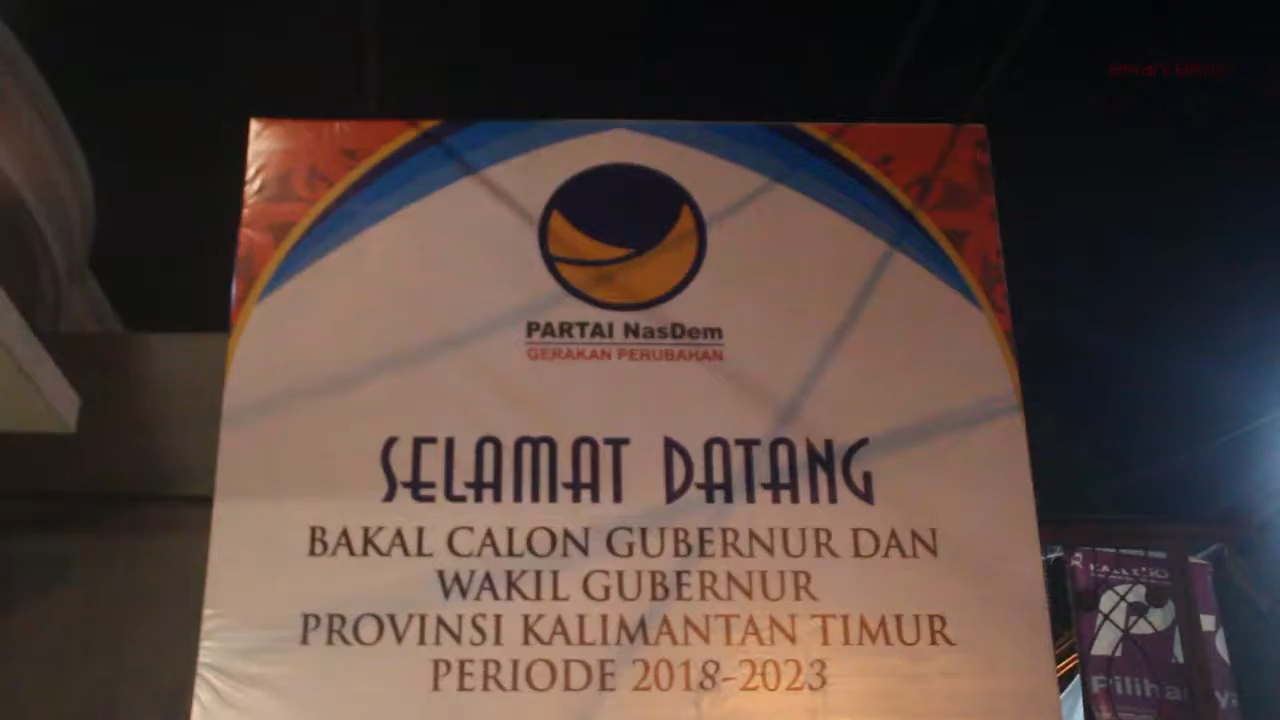 PARTAI NasDem
GERAKAN PERUBAHAN
SELAMAT DATANG
BAKAL CALON GUBERNUR DAN
WAKIL GUBERNUR
PROVINSI KALIMANTAN TIMUR
PERIODE 2018-2023